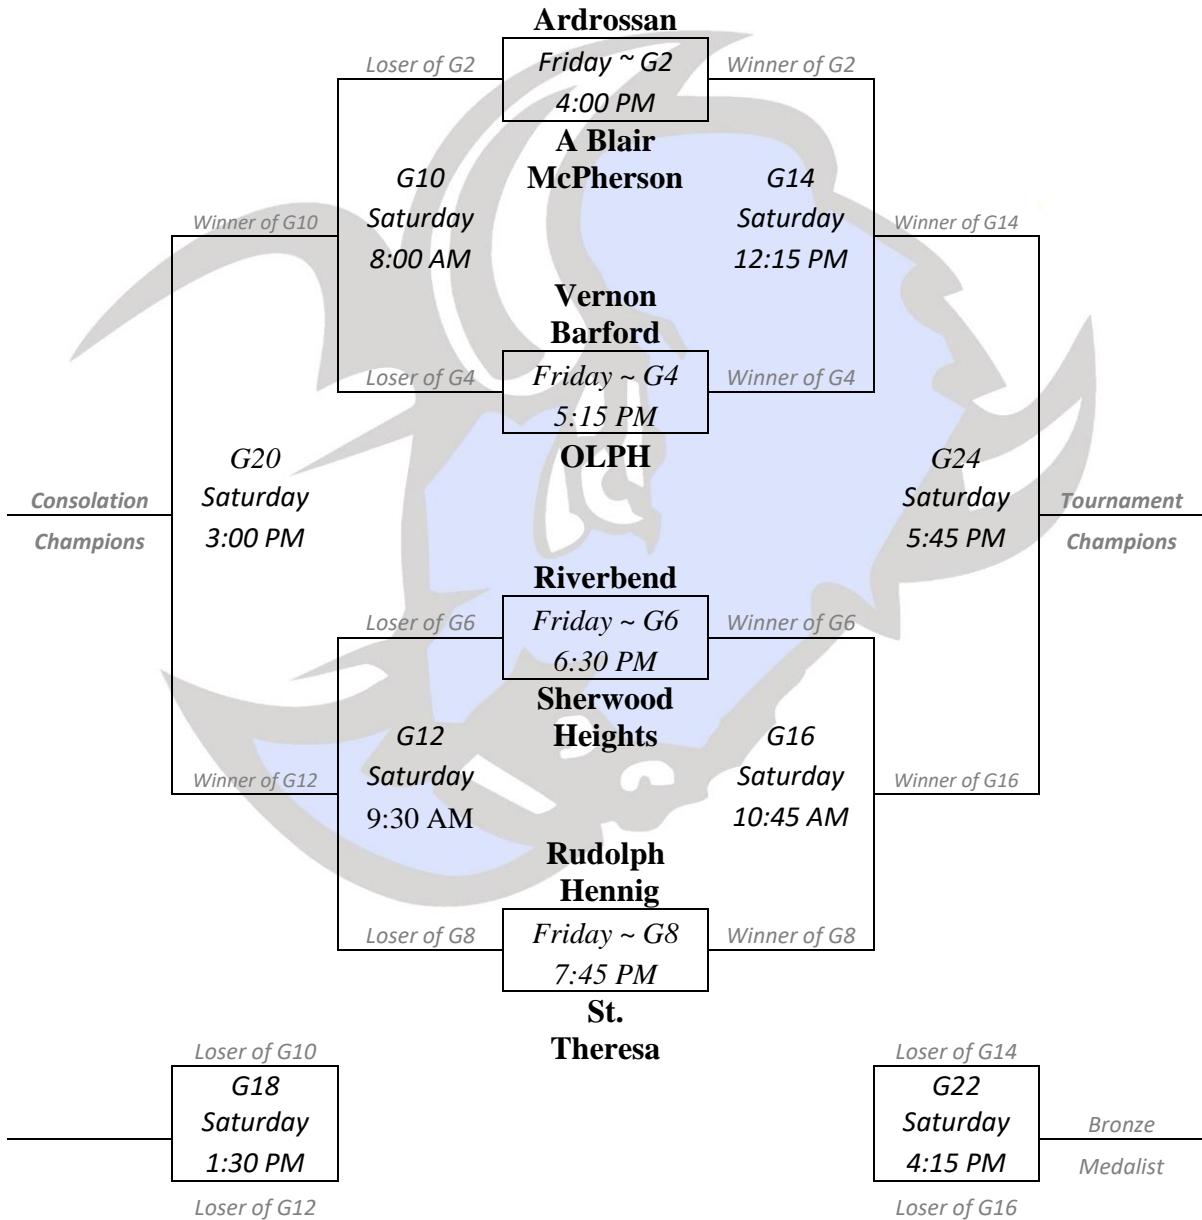 Ardrossan
Loser of G2
Friday ~ G2
Winner of G2
4:00 PM
A Blair
McPherson
G10
Saturday
8:00 AM
G14
Saturday
12:15 PM
Winner of G10
Winner of G14
Vernon
Barford
Loser of G4
Friday ~ G4
Winner of G4
5:15 PM
OLPH
G20
Saturday
3:00 PM
G24
Saturday
5:45 PM
Consolation
Champions
Tournament
Champions
Riverbend
Loser of G6
Friday ~ G6
Winner of G6
6:30 PM
Sherwood
Heights
G12
Saturday
9:30 AM
G16
Saturday
10:45 AM
Winner of G12
Winner of G16
Rudolph
Hennig
Loser of G8
Friday ~ G8
Winner of G8
7:45 PM
St.
Theresa
Loser of G10
G18
Saturday
1:30 PM
Loser of G12
Loser of G14
G22
Saturday
4:15 PM
Loser of G16
Bronze
Medalist